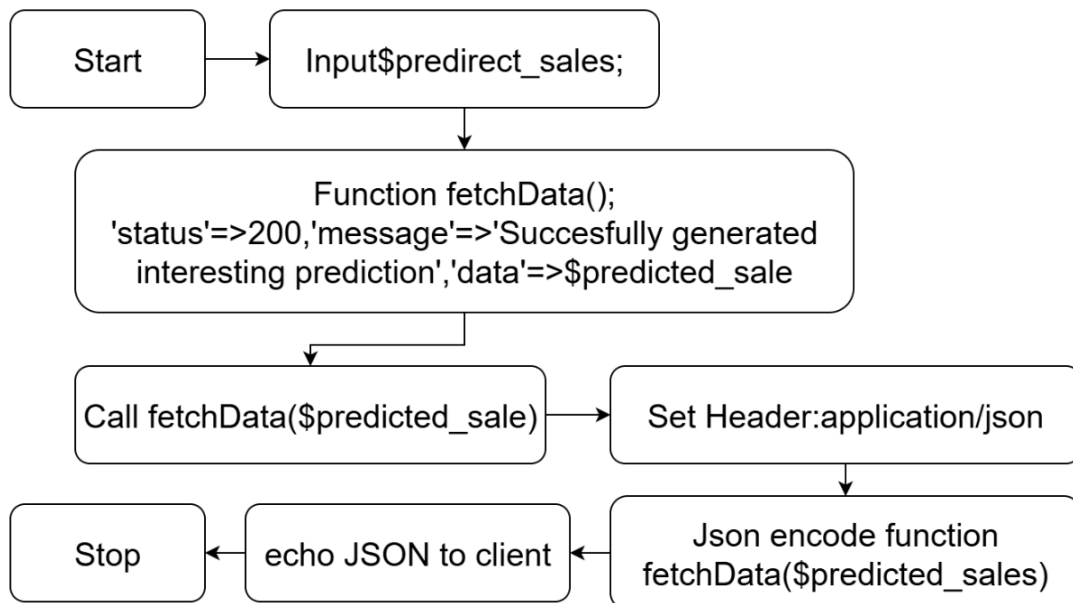 Start
Input$predirect_sales;
Function fetchData();
'status'=>200,'message'=>'Succesfully generated
interesting prediction','data'=>$predicted_sale
Call fetchData($predicted_sale)
Set Header:application/json
Json encode function
fetchData($predicted_sales)
echo JSON to client
Stop